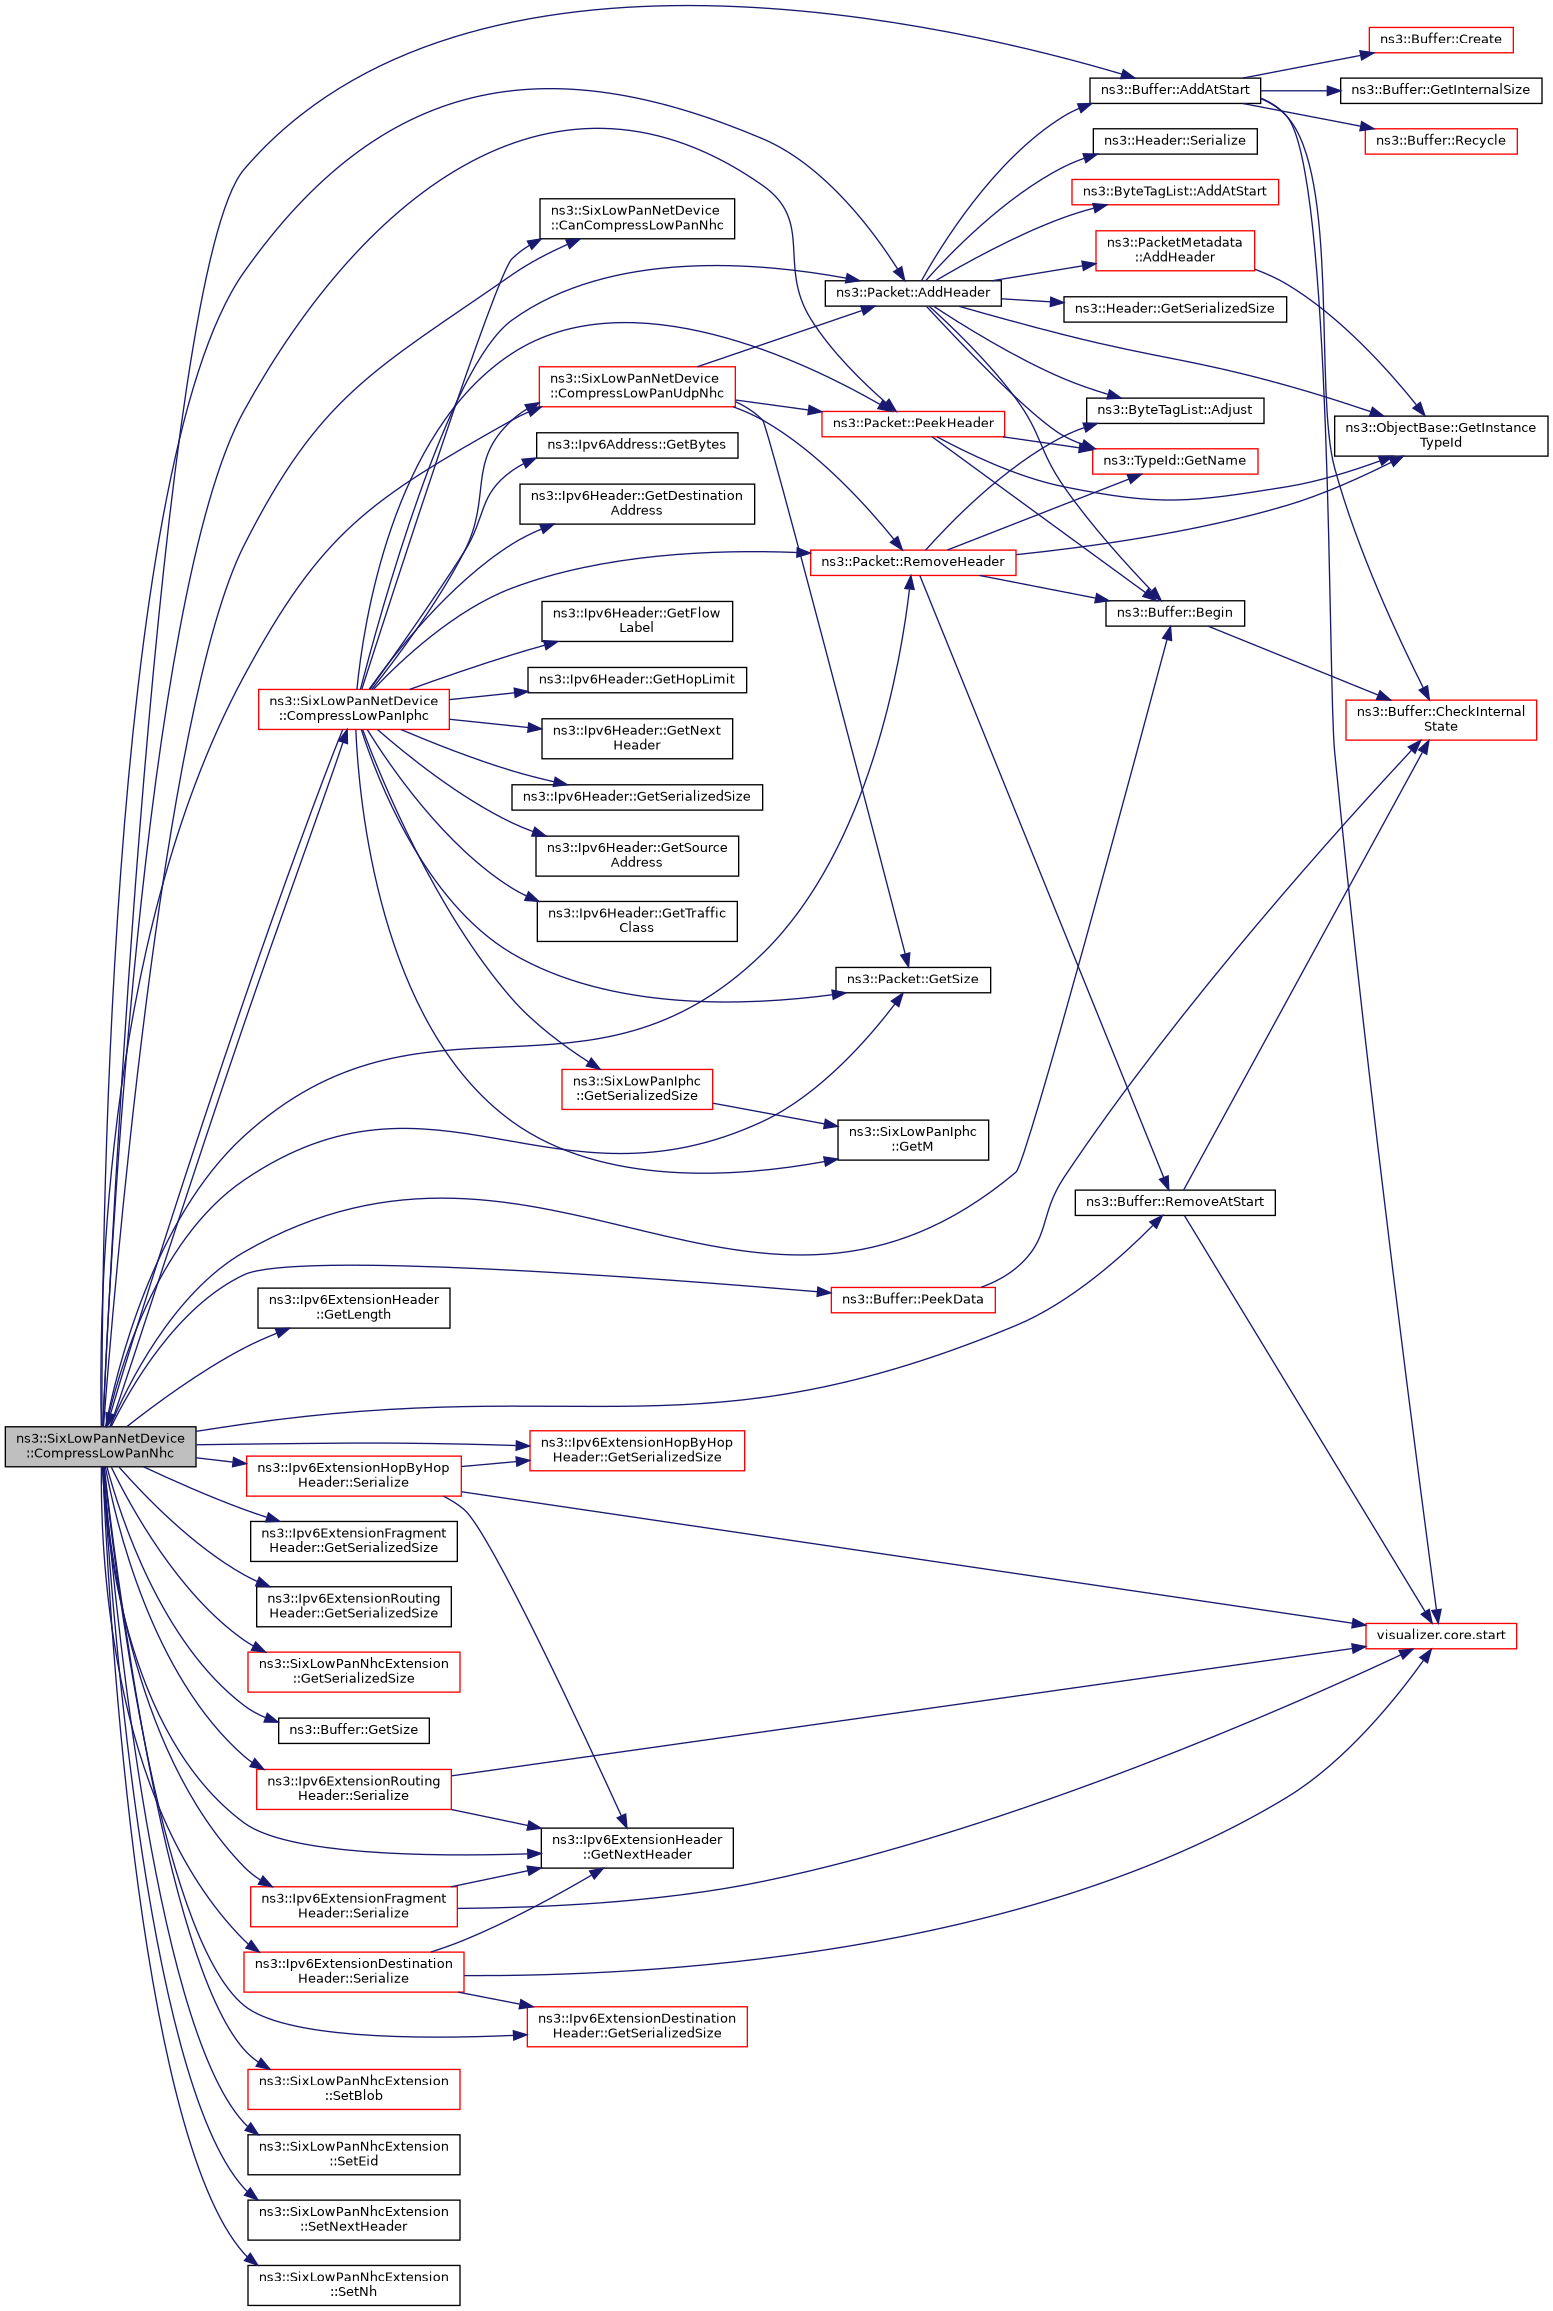 ns3::Buffer::Create
ns3::Buffer::AddAtStart
ns3::Buffer::GetInternalSize
ns3::Buffer::Recycle
ns3::Header::Serialize
ns3::ByteTagList::AddAtStart
ns3::SixLowPanNetDevice
::CanCompressLowPanNhc
ns3::PacketMetadata
::AddHeader
ns3::Packet::AddHeader
ns3::Header::GetSerializedSize
ns3::SixLowPanNetDevice
::CompressLowPanUdpNhc
ns3::ByteTagList::Adjust
ns3::Packet::PeekHeader
ns3::ObjectBase::GetInstance
TypeId
ns3::Ipv6Address::GetBytes
ns3::TypeId::GetName
ns3::Ipv6Header::GetDestination
Address
ns3::Packet::RemoveHeader
ns3::Buffer::Begin
ns3::Ipv6Header::GetFlow
Label
ns3::Ipv6Header::GetHopLimit
ns3::SixLowPanNetDevice
::CompressLowPanIphc
ns3::Buffer::CheckInternal
State
ns3::Ipv6Header::GetNext
Header
ns3::Ipv6Header::GetSerializedSize
ns3::Ipv6Header::GetSource
Address
ns3::Ipv6Header::GetTraffic
Class
ns3::Packet::GetSize
ns3::SixLowPanIphc
::GetSerializedSize
ns3::SixLowPanIphc
::GetM
ns3::Buffer::RemoveAtStart
ns3::Ipv6ExtensionHeader
::GetLength
ns3::Buffer::PeekData
ns3::SixLowPanNetDevice
::CompressLowPanNhc
ns3::Ipv6ExtensionHopByHop
Header::GetSerializedSize
ns3::Ipv6ExtensionHopByHop
Header::Serialize
ns3::Ipv6ExtensionFragment
Header::GetSerializedSize
ns3::Ipv6ExtensionRouting
Header::GetSerializedSize
visualizer.core.start
ns3::SixLowPanNhcExtension
::GetSerializedSize
ns3::Buffer::GetSize
ns3::Ipv6ExtensionRouting
Header::Serialize
ns3::Ipv6ExtensionHeader
::GetNextHeader
ns3::Ipv6ExtensionFragment
Header::Serialize
ns3::Ipv6ExtensionDestination
Header::Serialize
ns3::Ipv6ExtensionDestination
Header::GetSerializedSize
ns3::SixLowPanNhcExtension
::SetBlob
ns3::SixLowPanNhcExtension
::SetEid
ns3::SixLowPanNhcExtension
::SetNextHeader
ns3::SixLowPanNhcExtension
::SetNh